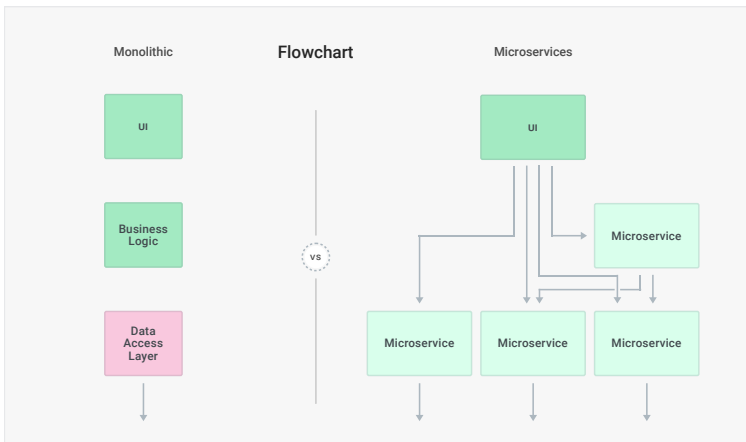 Monolithic
Flowchart
Microservices
UI
UI
Business
Logic
Microservice
vs
Data
Access
Layer
Microservice
Microservice
Microservice